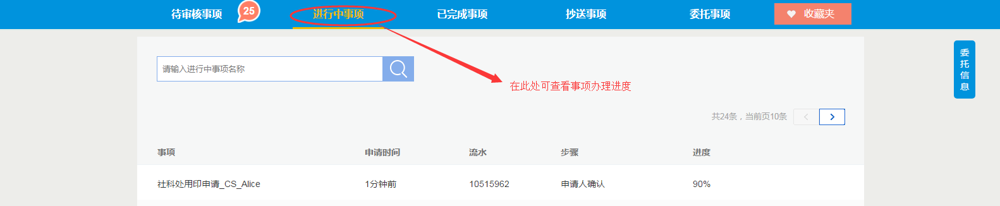 待审核事项 25 进行中事项 已完成事项 抄送事项 委托事项 收藏夹
请输入进行中事项名称
在此处可查看事项办理进度
委托信息
共24条，当前页10条
事项 申请时间 流水 步骤 进度
社科处用印申请_CS_Alice 1分钟前 10515962 申请人确认 90%